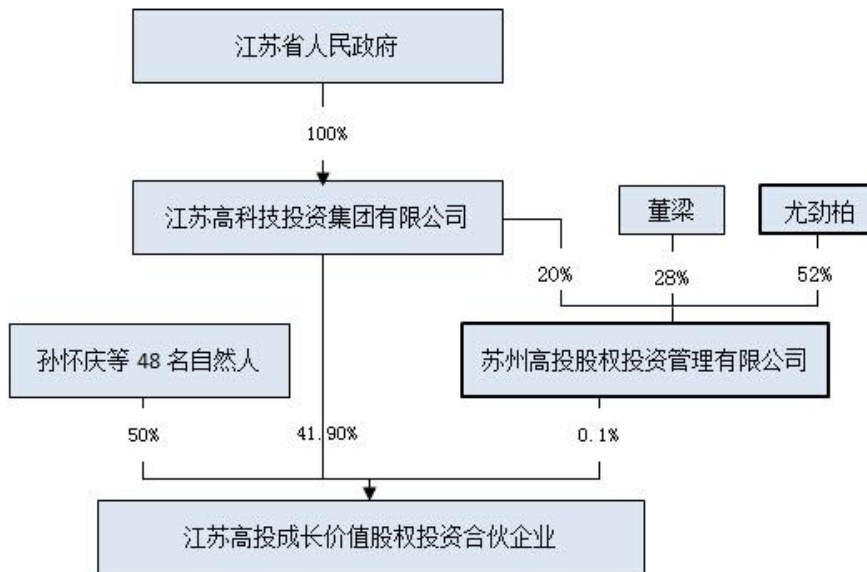 江苏省人民政府
100%
江苏高科技投资集团有限公司
董梁
尤劲柏
20%
28%
52%
孙怀庆等 48 名自然人
苏州高投股权投资管理有限公司
50%
41.90%
0.1%
江苏高投成长价值股权投资合伙企业